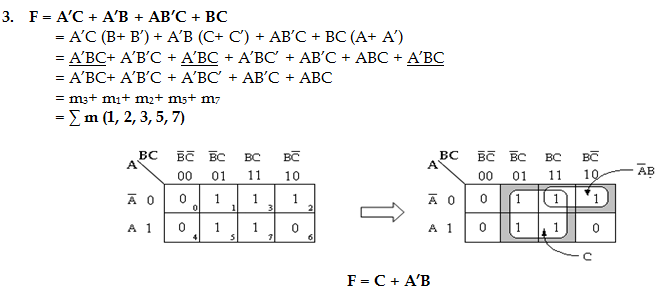 3. F = A′C + A′B + AB′C + BC
= A′C (B+ B′) + A′B (C+ C′) + AB′C + BC (A+ A′)
= A′BC+ A′B′C + A′BC + A′BC′ + AB′C + ABC + A′BC
= A′BC+ A′B′C + A′BC′ + AB′C + ABC
= m₃+ m₁+ m₂+ m₅+ m₇
= ∑ m (1, 2, 3, 5, 7)
A BC B̅C̅ B̅C BC BC̅
00 01 11 10
A̅ 0 0 0 1 1 1 3 1 2
A 1 0 4 1 5 1 7 0 6
A BC B̅C̅ B̅C BC BC̅
00 01 11 10 A̅B
A̅ 0 0 1 1 1
A 1 0 1 1 0
C
F = C + A′B